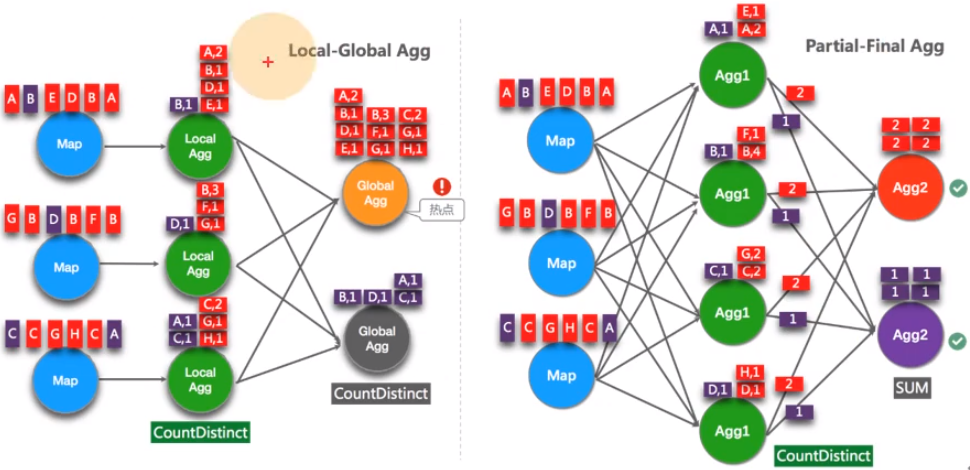 Local-Global Agg
A,2
B,1
D,1
B,1 E,1
A B E D B A
Map
Local
Agg
A,2
B,1 B,3 C,2
D,1 F,1 G,1
E,1 G,1 H,1
Global
Agg
热点
B,3
F,1
D,1 G,1
G B D B F B
Map
Local
Agg
A,1
B,1 D,1 C,1
Global
Agg
CountDistinct
C,2
A,1 G,1
C,1 H,1
C C G H C A
Map
Local
Agg
CountDistinct
Partial-Final Agg
E,1
A,1 A,2
Agg1
A B E D B A
Map
2
1
F,1
B,1 B,4
Agg1
2
1
2 2
2 2
Agg2
G B D B F B
Map
G,2
C,1 C,2
Agg1
2
1
1 1
1 1
Agg2
SUM
C C G H C A
Map
H,1
D,1 D,1
Agg1
2
1
CountDistinct